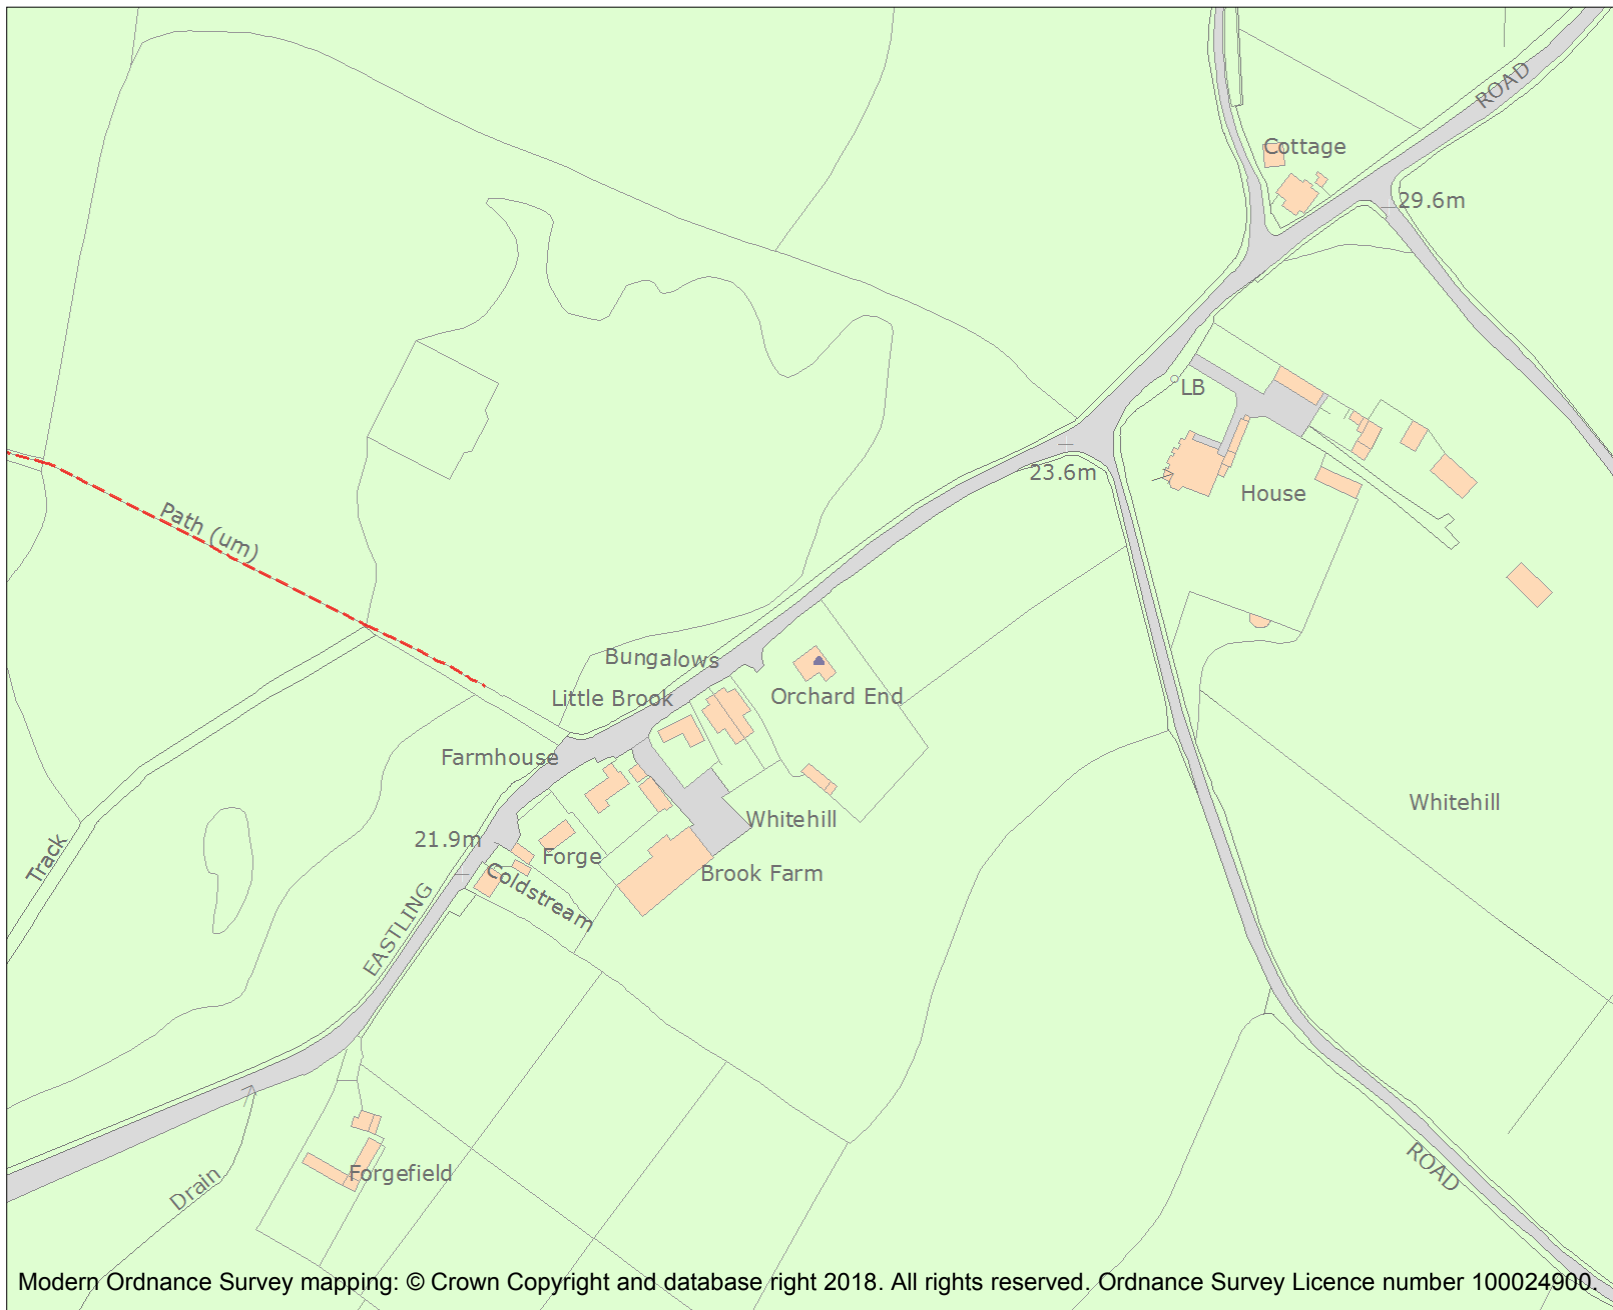 ROAD
Cottage
29.6m
LB
23.6m
House
Path (um)
Bungalows
Little Brook
Orchard End
Farmhouse
Whitehill
Whitehill
21.9m
Track
Forge
Brook Farm
Coldstream
EASTLING
ROAD
Forgefield
Drain
Modern Ordnance Survey mapping: © Crown Copyright and database right 2018. All rights reserved. Ordnance Survey Licence number 100024900.